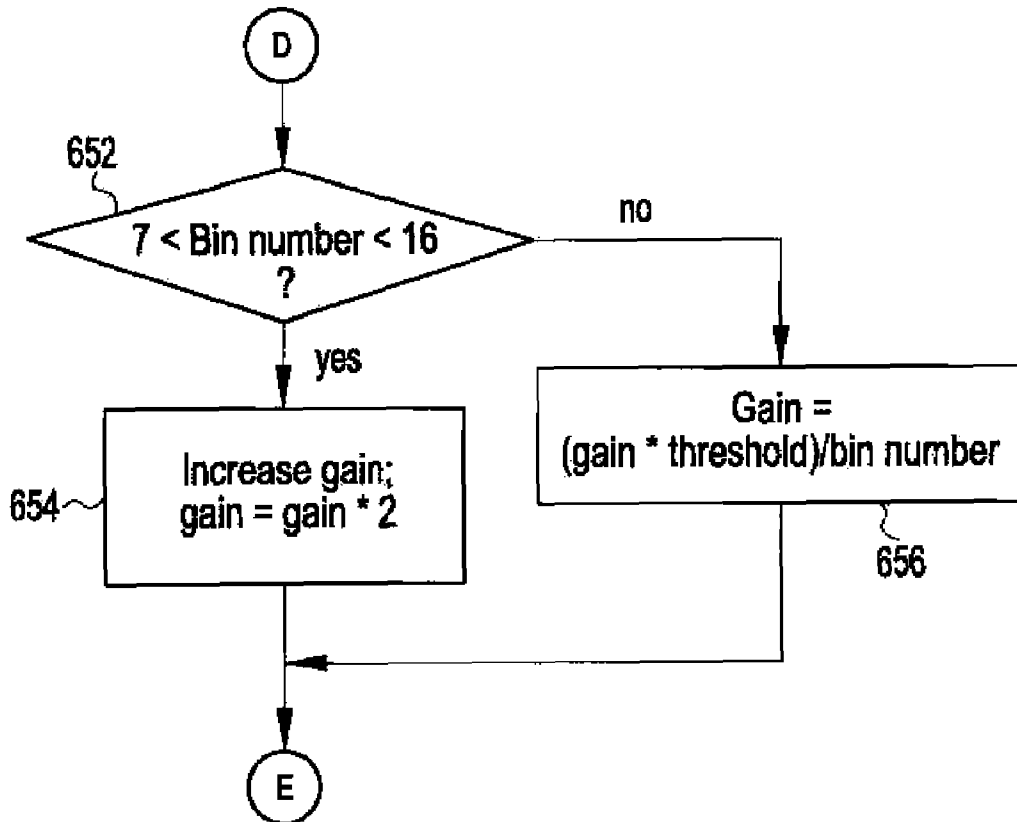 D
652
7 < Bin number < 16
?
no
yes
Increase gain;
gain = gain * 2
654
Gain =
(gain * threshold)/bin number
656
E